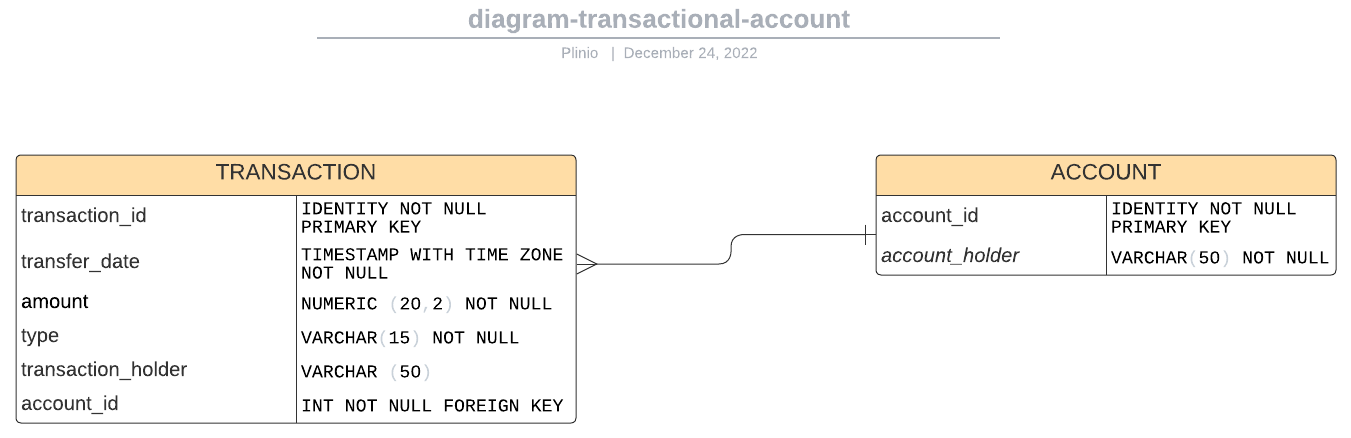 diagram-transactional-account
Plinio | December 24, 2022
TRANSACTION
transaction_id IDENTITY NOT NULL
PRIMARY KEY
transfer_date TIMESTAMP WITH TIME ZONE
NOT NULL
amount NUMERIC (20,2) NOT NULL
type VARCHAR(15) NOT NULL
transaction_holder VARCHAR (50)
account_id INT NOT NULL FOREIGN KEY
ACCOUNT
account_id IDENTITY NOT NULL
PRIMARY KEY
account_holder VARCHAR(50) NOT NULL